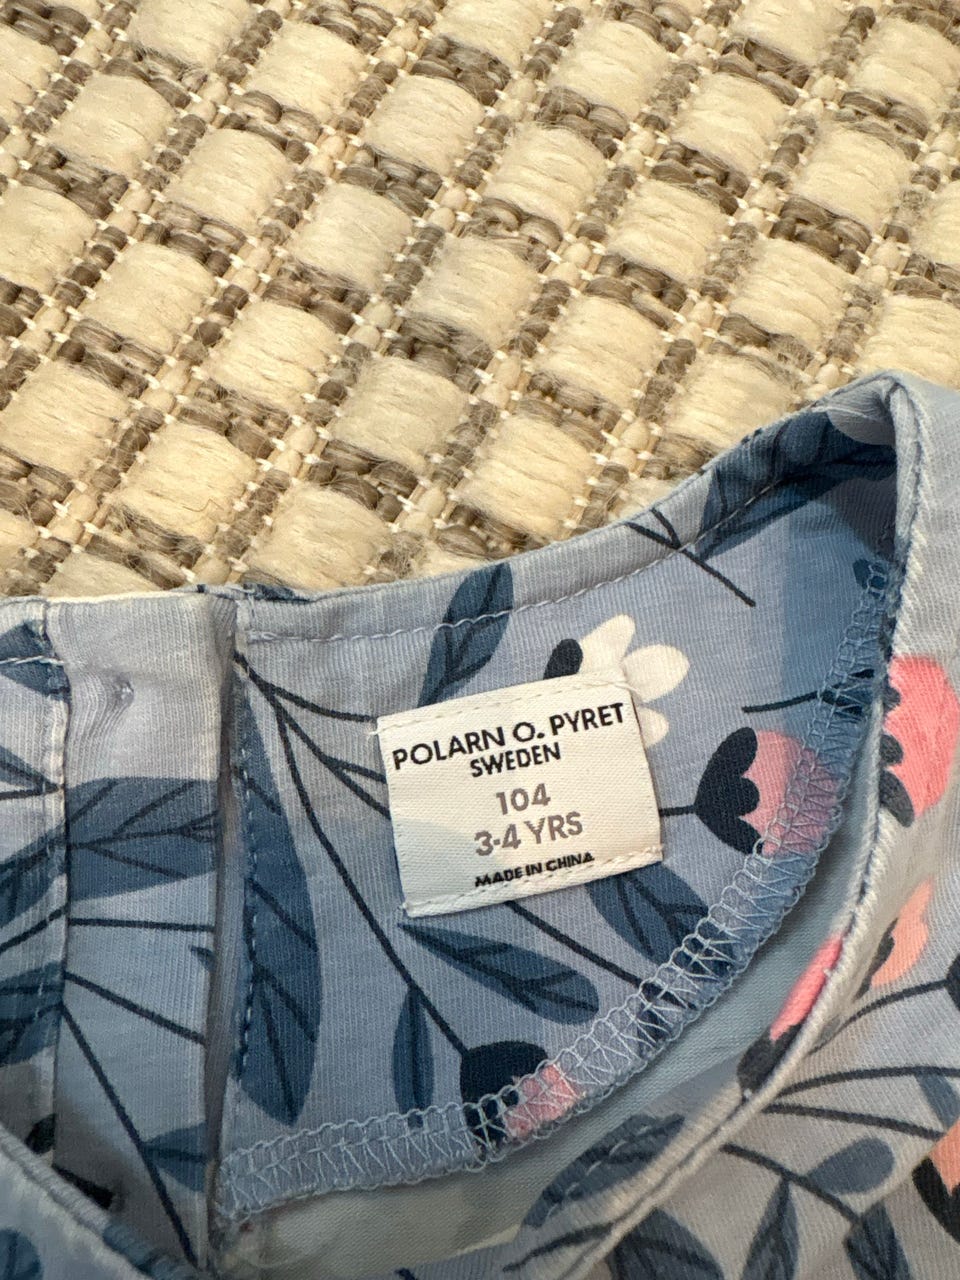 POLARN O. PYRET
SWEDEN
104
3-4 YRS
MADE IN CHINA